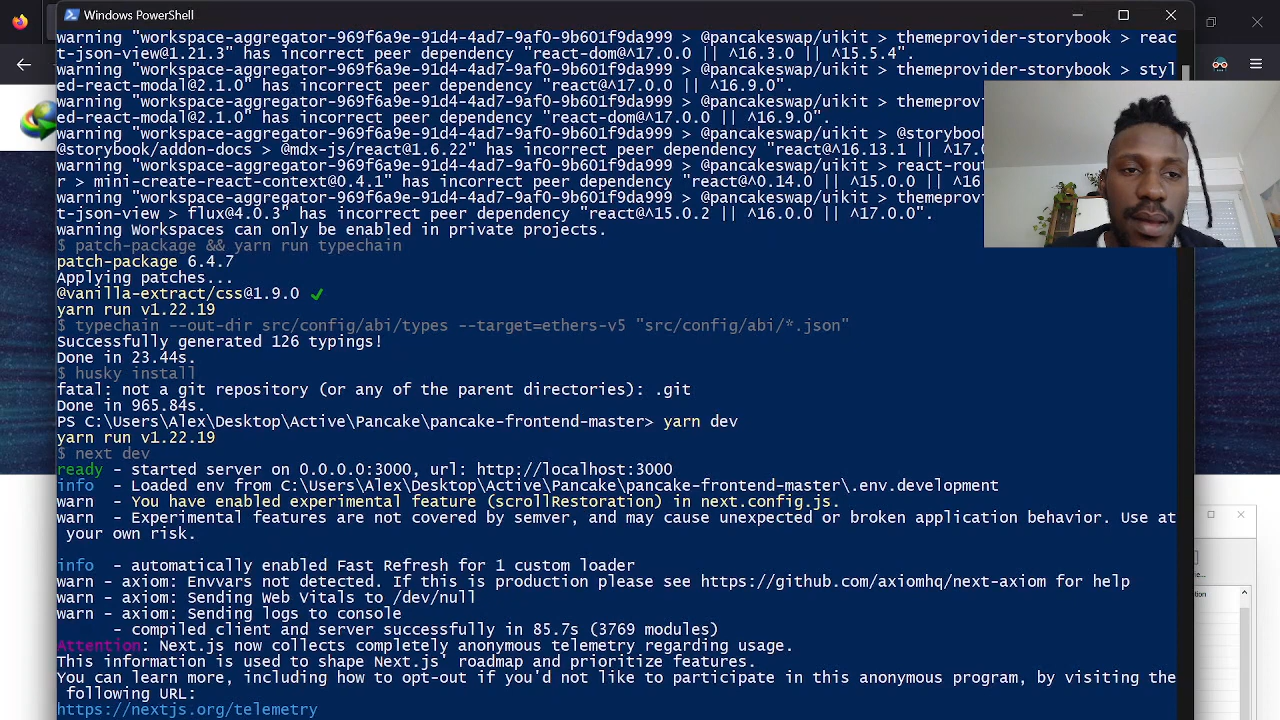 Windows PowerShell
warning "workspace-aggregator-969f6a9e-91d4-4ad7-9af0-9b601f9da999 > @pancakeswap/uikit > themeprovider-storybook > reac
t-json-view@1.21.3" has incorrect peer dependency "react-dom@^17.0.0 || ^16.3.0 || ^15.5.4".
warning "workspace-aggregator-969f6a9e-91d4-4ad7-9af0-9b601f9da999 > @pancakeswap/uikit > themeprovider-storybook > styl
ed-react-modal@2.1.0" has incorrect peer dependency "react@^17.0.0 || ^16.9.0".
warning "workspace-aggregator-969f6a9e-91d4-4ad7-9af0-9b601f9da999 > @pancakeswap/uikit > themep
ed-react-modal@2.1.0" has incorrect peer dependency "react-dom@^17.0.0 || ^16.9.0".
warning "workspace-aggregator-969f6a9e-91d4-4ad7-9af0-9b601f9da999 > @pancakeswap/uikit > @storybook
@storybook/addon-docs > @mdx-js/react@1.6.22" has incorrect peer dependency "react@^16.13.1 || ^17.0
warning "workspace-aggregator-969f6a9e-91d4-4ad7-9af0-9b601f9da999 > @pancakeswap/uikit > react-rout
r > mini-create-react-context@0.4.1" has incorrect peer dependency "react@^0.14.0 || ^15.0.0 || ^16
warning "workspace-aggregator-969f6a9e-91d4-4ad7-9af0-9b601f9da999 > @pancakeswap/uikit > themep
t-json-view > flux@4.0.3" has incorrect peer dependency "react@^15.0.2 || ^16.0.0 || ^17.0.0".
warning Workspaces can only be enabled in private projects.
$ patch-package && yarn run typechain
patch-package 6.4.7
Applying patches...
@vanilla-extract/css@1.9.0 ✓
yarn run v1.22.19
$ typechain --out-dir src/config/abi/types --target=ethers-v5 "src/config/abi/*.json"
Successfully generated 126 typings!
Done in 23.44s.
$ husky install
fatal: not a git repository (or any of the parent directories): .git
Done in 965.84s.
PS C:\Users\Alex\Desktop\Active\Pancake\pancake-frontend-master> yarn dev
yarn run v1.22.19
$ next dev
ready - started server on 0.0.0.0:3000, url: http://localhost:3000
info  - Loaded env from C:\Users\Alex\Desktop\Active\Pancake\pancake-frontend-master\.env.development
warn  - You have enabled experimental feature (scrollRestoration) in next.config.js.
warn  - Experimental features are not covered by semver, and may cause unexpected or broken application behavior. Use at
 your own risk.
info  - automatically enabled Fast Refresh for 1 custom loader
warn - axiom: Envvars not detected. If this is production please see https://github.com/axiomhq/next-axiom for help
warn - axiom: Sending Web Vitals to /dev/null
warn - axiom: Sending logs to console
      - compiled client and server successfully in 85.7s (3769 modules)
Attention: Next.js now collects completely anonymous telemetry regarding usage.
This information is used to shape Next.js' roadmap and prioritize features.
You can learn more, including how to opt-out if you'd not like to participate in this anonymous program, by visiting the
 following URL:
https://nextjs.org/telemetry